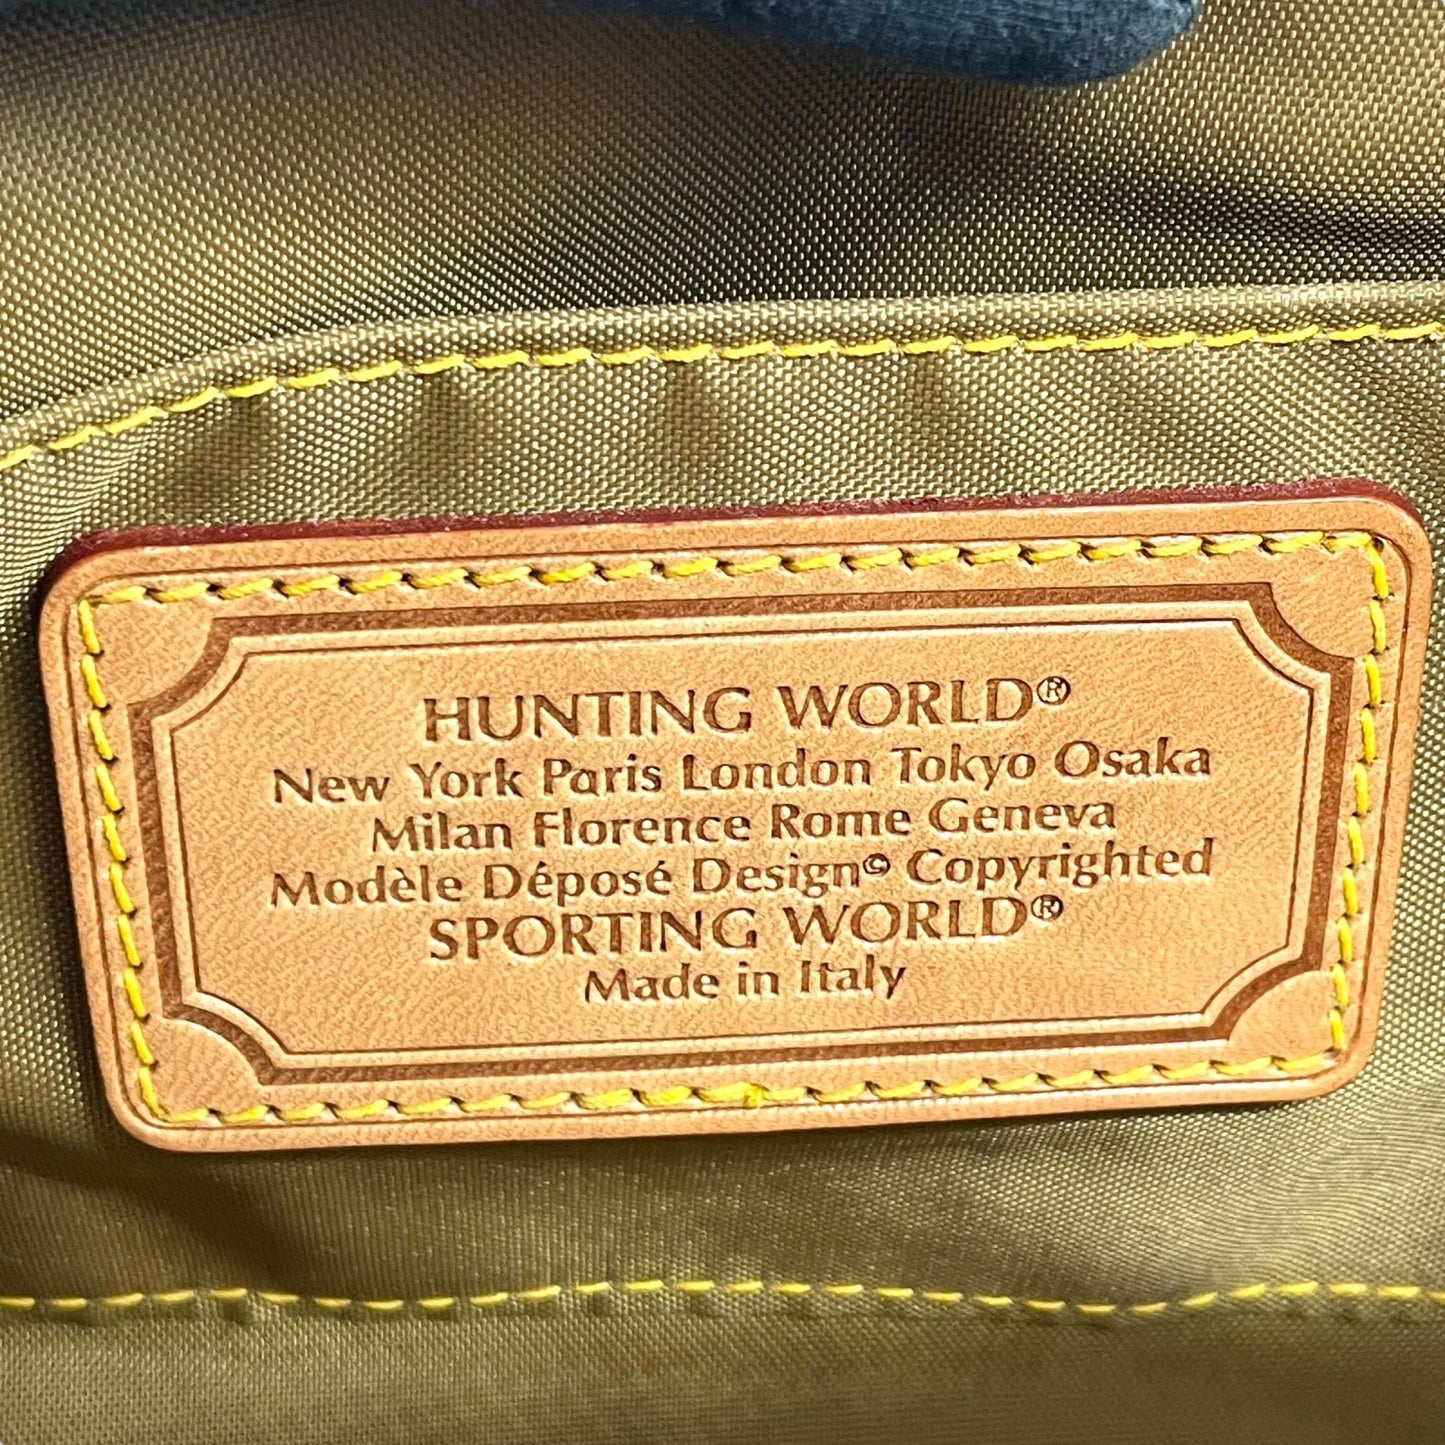 HUNTING WORLD®
New York Paris London Tokyo Osaka
Milan Florence Rome Geneva
Modèle Déposé Design© Copyrighted
SPORTING WORLD®
Made in Italy